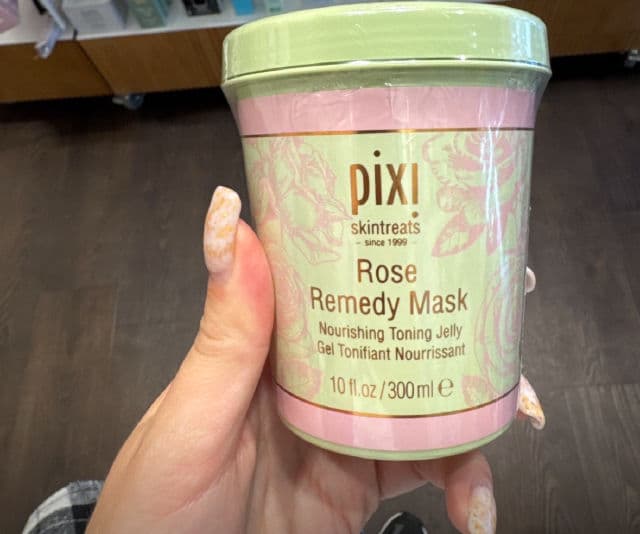 pixi
skintreats
- since 1999 -
Rose
Remedy Mask
Nourishing Toning Jelly
Gel Tonifiant Nourrissant
10 fl.oz/300ml ℮